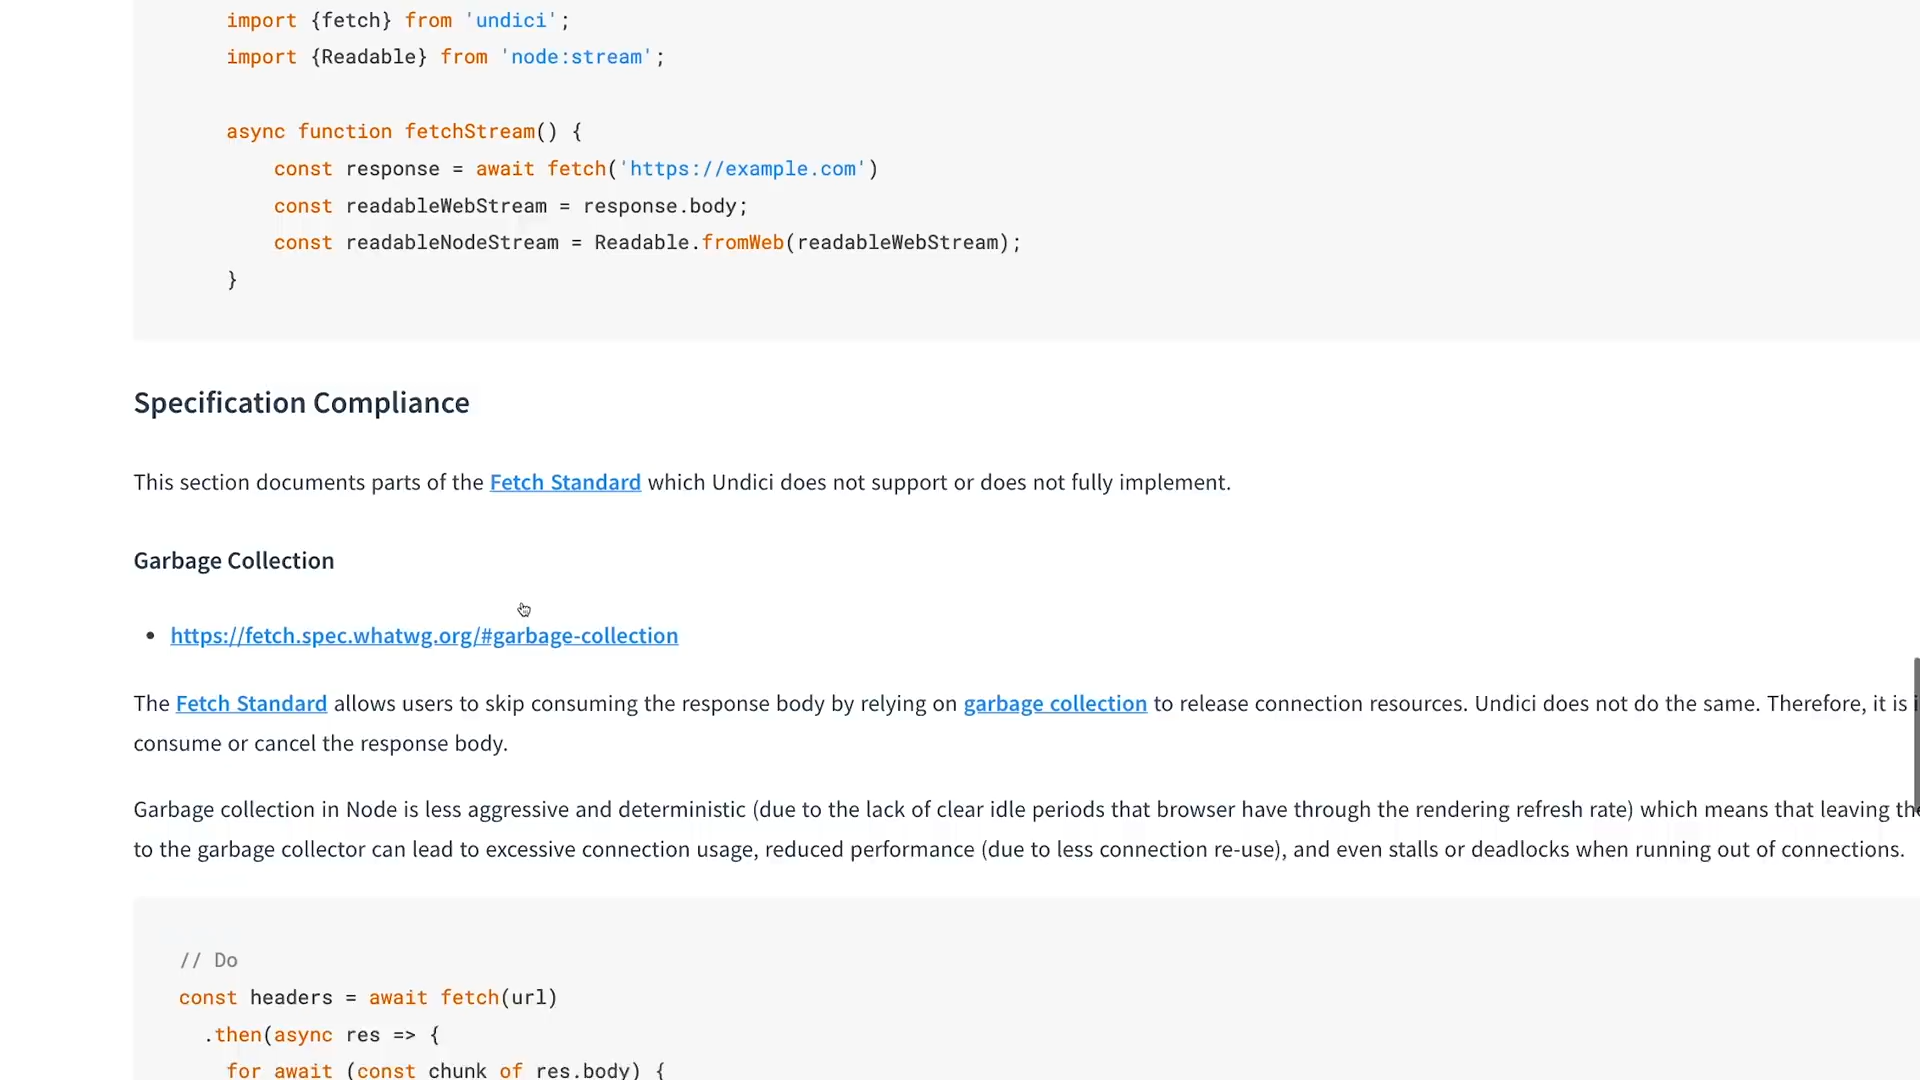 import {fetch} from 'undici';
import {Readable} from 'node:stream';
async function fetchStream() {
const response = await fetch('https://example.com')
const readableWebStream = response.body;
const readableNodeStream = Readable.fromWeb(readableWebStream);
}
Specification Compliance
This section documents parts of the Fetch Standard which Undici does not support or does not fully implement.
Garbage Collection
• https://fetch.spec.whatwg.org/#garbage-collection
The Fetch Standard allows users to skip consuming the response body by relying on garbage collection to release connection resources. Undici does not do the same. Therefore, it is
consume or cancel the response body.
Garbage collection in Node is less aggressive and deterministic (due to the lack of clear idle periods that browser have through the rendering refresh rate) which means that leaving
to the garbage collector can lead to excessive connection usage, reduced performance (due to less connection re-use), and even stalls or deadlocks when running out of connections.
// Do
const headers = await fetch(url)
.then(async res => {
for await (const chunk of res.body) {